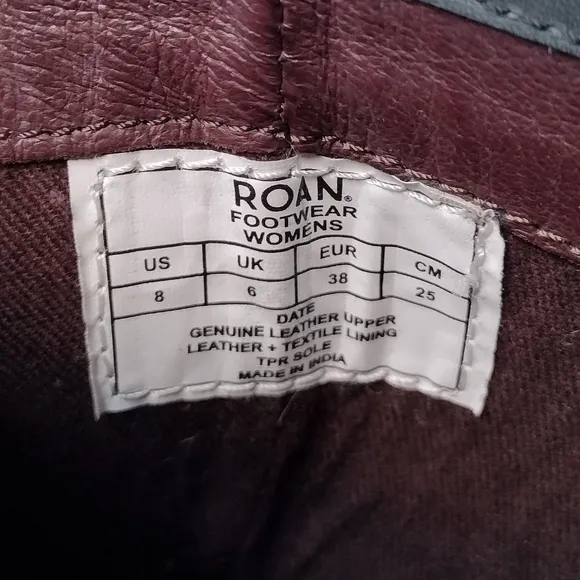 ROAN®
FOOTWEAR
WOMENS
US UK EUR CM
8 6 38 25
DATE
GENUINE LEATHER UPPER
LEATHER + TEXTILE LINING
TPR SOLE
MADE IN INDIA